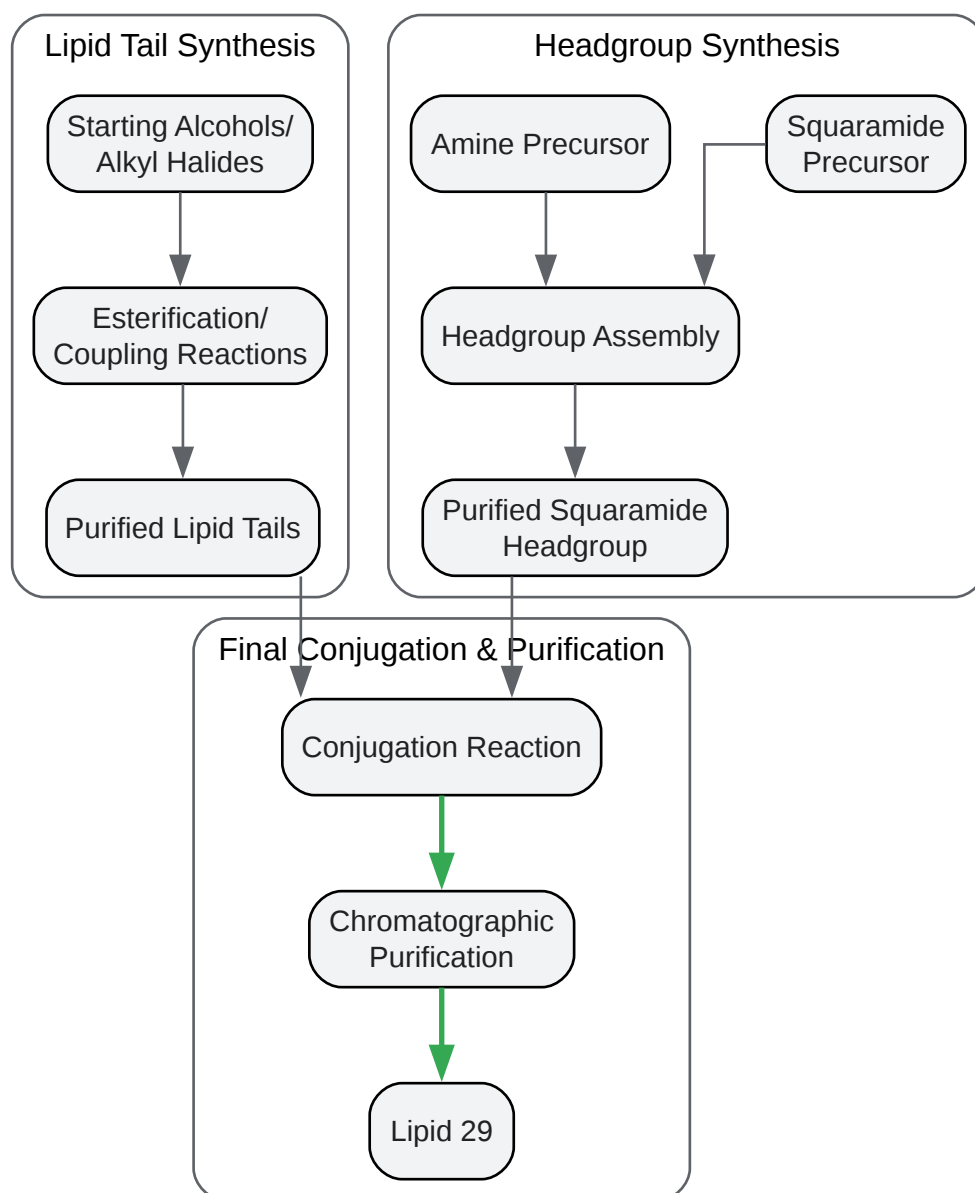 Lipid Tail Synthesis
Starting Alcohols/
Alkyl Halides
Esterification/
Coupling Reactions
Purified Lipid Tails
Headgroup Synthesis
Amine Precursor
Squaramide
Precursor
Headgroup Assembly
Purified Squaramide
Headgroup
Final Conjugation & Purification
Conjugation Reaction
Chromatographic
Purification
Lipid 29